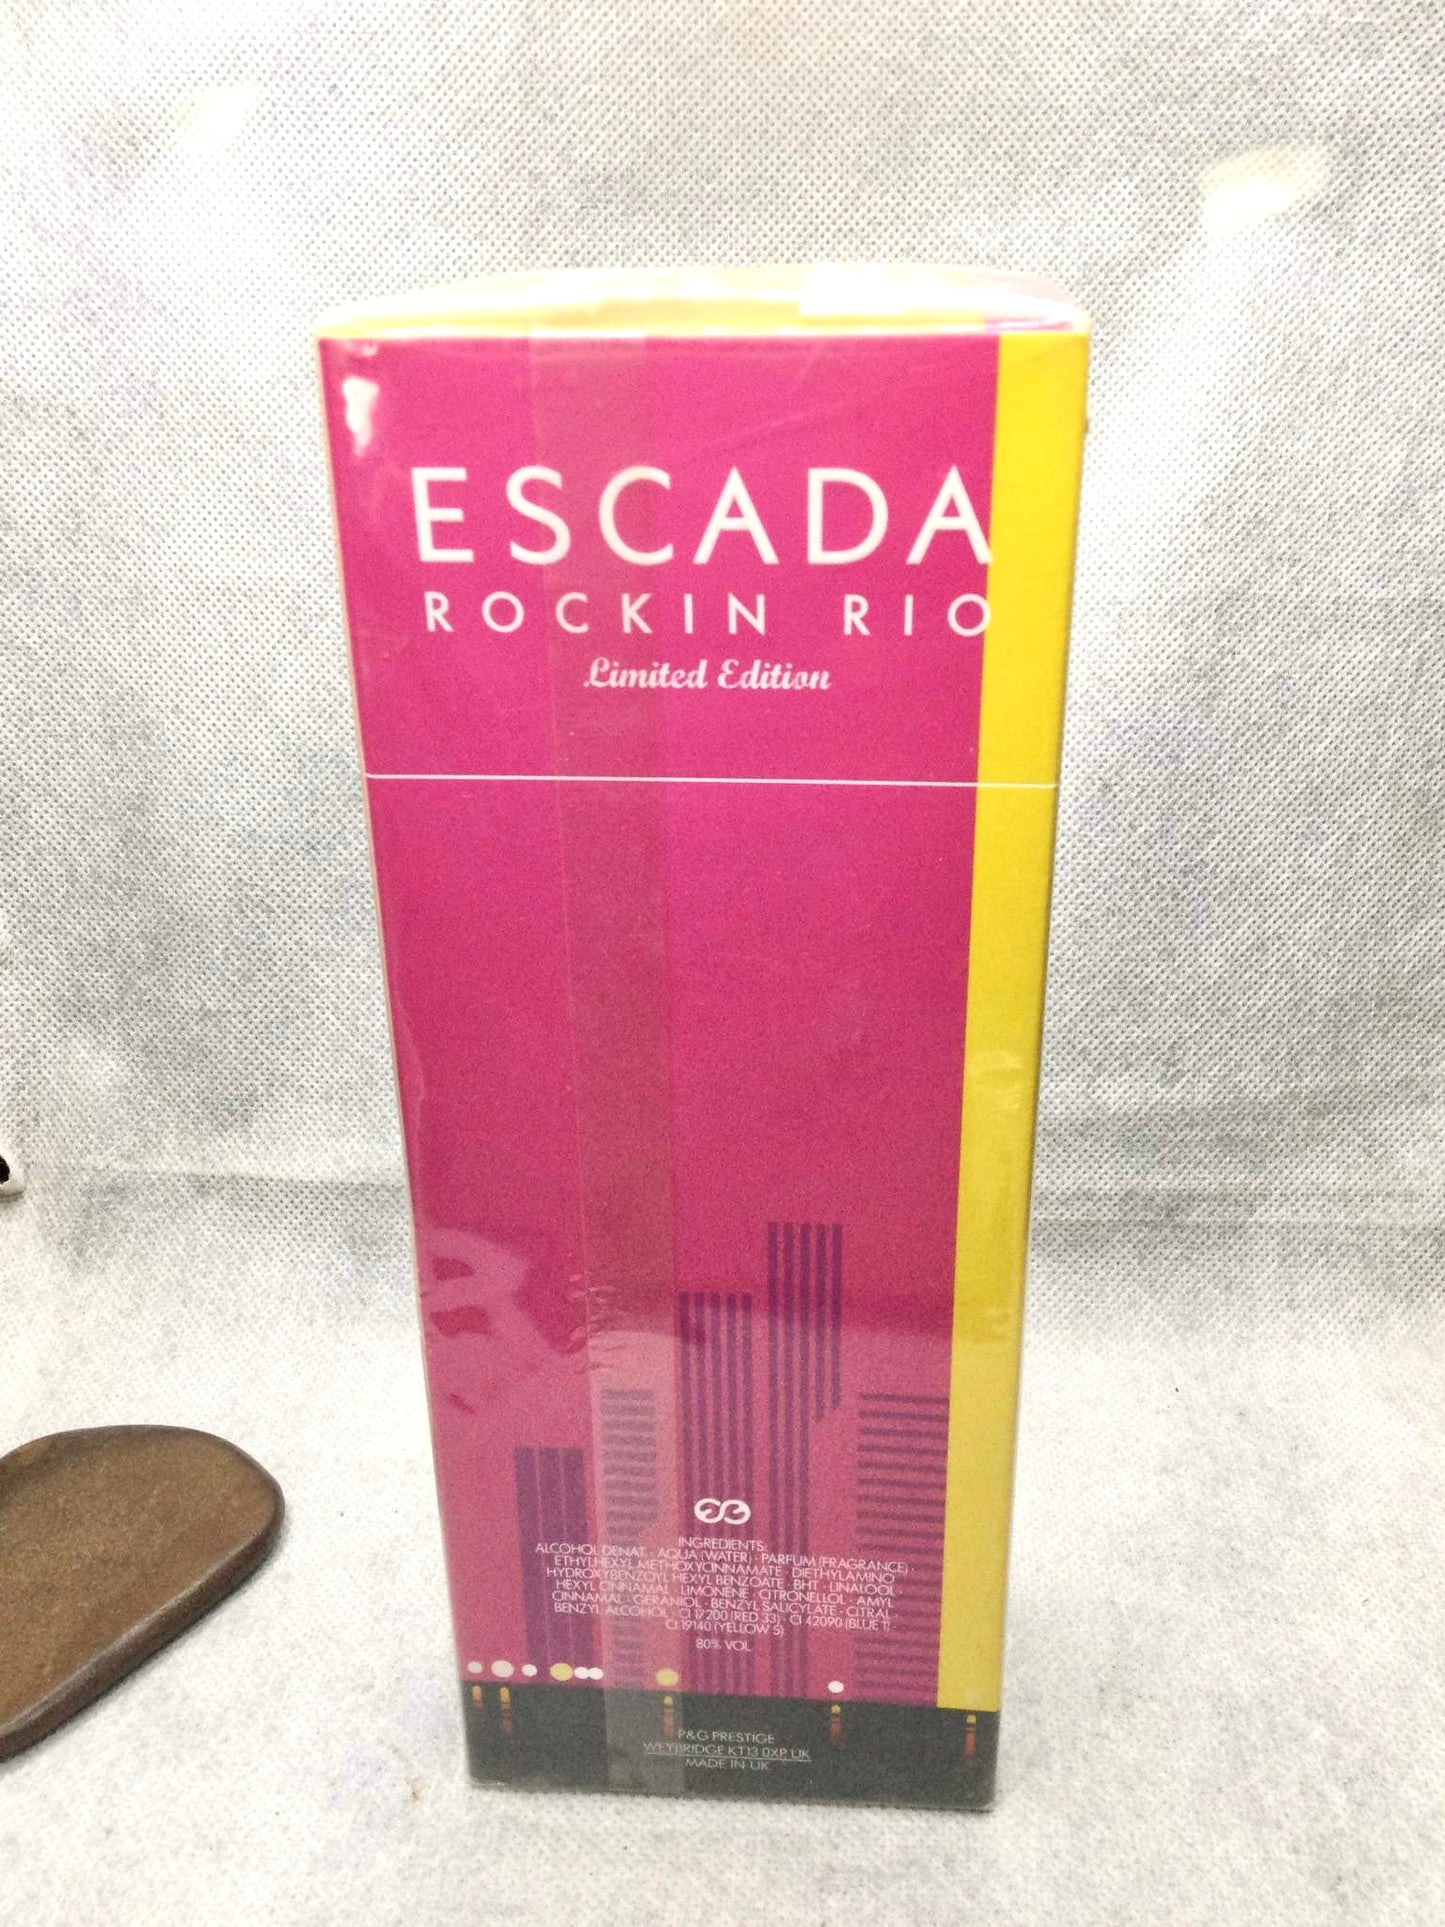 ESCADA
ROCKIN RIO
Limited Edition
INGREDIENTS:
ALCOHOL DENAT. · AQUA (WATER) · PARFUM (FRAGRANCE) ·
ETHYLHEXYL METHOXYCINNAMATE · DIETHYLAMINO
HYDROXYBENZOYL HEXYL BENZOATE · BHT · LINALOOL ·
HEXYL CINNAMAL · LIMONENE · CITRONELLOL · AMYL
CINNAMAL · GERANIOL · BENZYL SALICYLATE · CITRAL ·
BENZYL ALCOHOL · CI 17200 (RED 33) · CI 42090 (BLUE 1) ·
CI 19140 (YELLOW 5)
80% VOL
P&G PRESTIGE
WEYBRIDGE KT13 0XP, UK
MADE IN UK